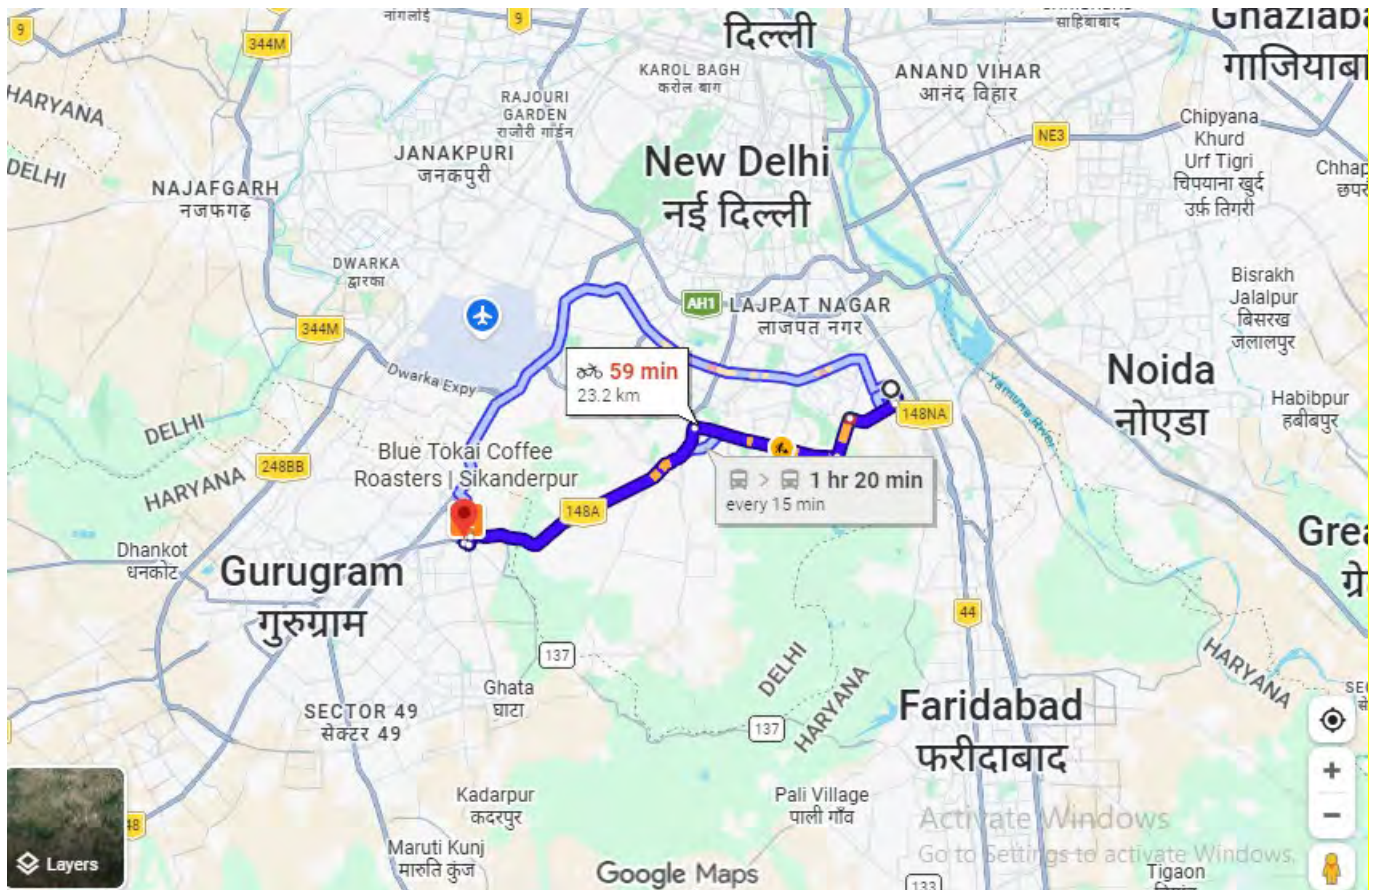 नांगलोई
दिल्ली
साहिबाबाद
9
9
344M
KAROL BAGH
करोल बाग
ANAND VIHAR
आनंद विहार
गाजियाबा
HARYANA
RAJOURI
GARDEN
राजौरी गार्डन
NE3
Chipyana
Khurd
Urf Tigri
चिपयाना खुर्द
उर्फ़ तिगरी
JANAKPURI
जनकपुरी
New Delhi
नई दिल्ली
DELHI
NAJAFGARH
नजफगढ़
Chhap
छपर
DWARKA
द्वारका
Bisrakh
Jalalpur
बिसरख
जलालपुर
AH1
LAJPAT NAGAR
लाजपत नगर
344M
Dwarka Expy
59 min
23.2 km
Noida
नोएडा
Yamuna River
Habibpur
हबीबपुर
148NA
DELHI
HARYANA
248BB
Blue Tokai Coffee
Roasters | Sikanderpur
> 1 hr 20 min
every 15 min
148A
Grea
ग्रे
Dhankot
धनकोट
Gurugram
गुरुग्राम
44
137
DELHI
HARYANA
HARYANA
Ghata
घाटा
SECTOR 49
सेक्टर 49
137
Faridabad
फरीदाबाद
SE
Kadarpur
कदरपुर
Pali Village
पाली गाँव
+
−
48
Activate Windows
Go to Settings to activate Windows.
Maruti Kunj
मारुति कुंज
Layers
Google Maps
Tigaon
133